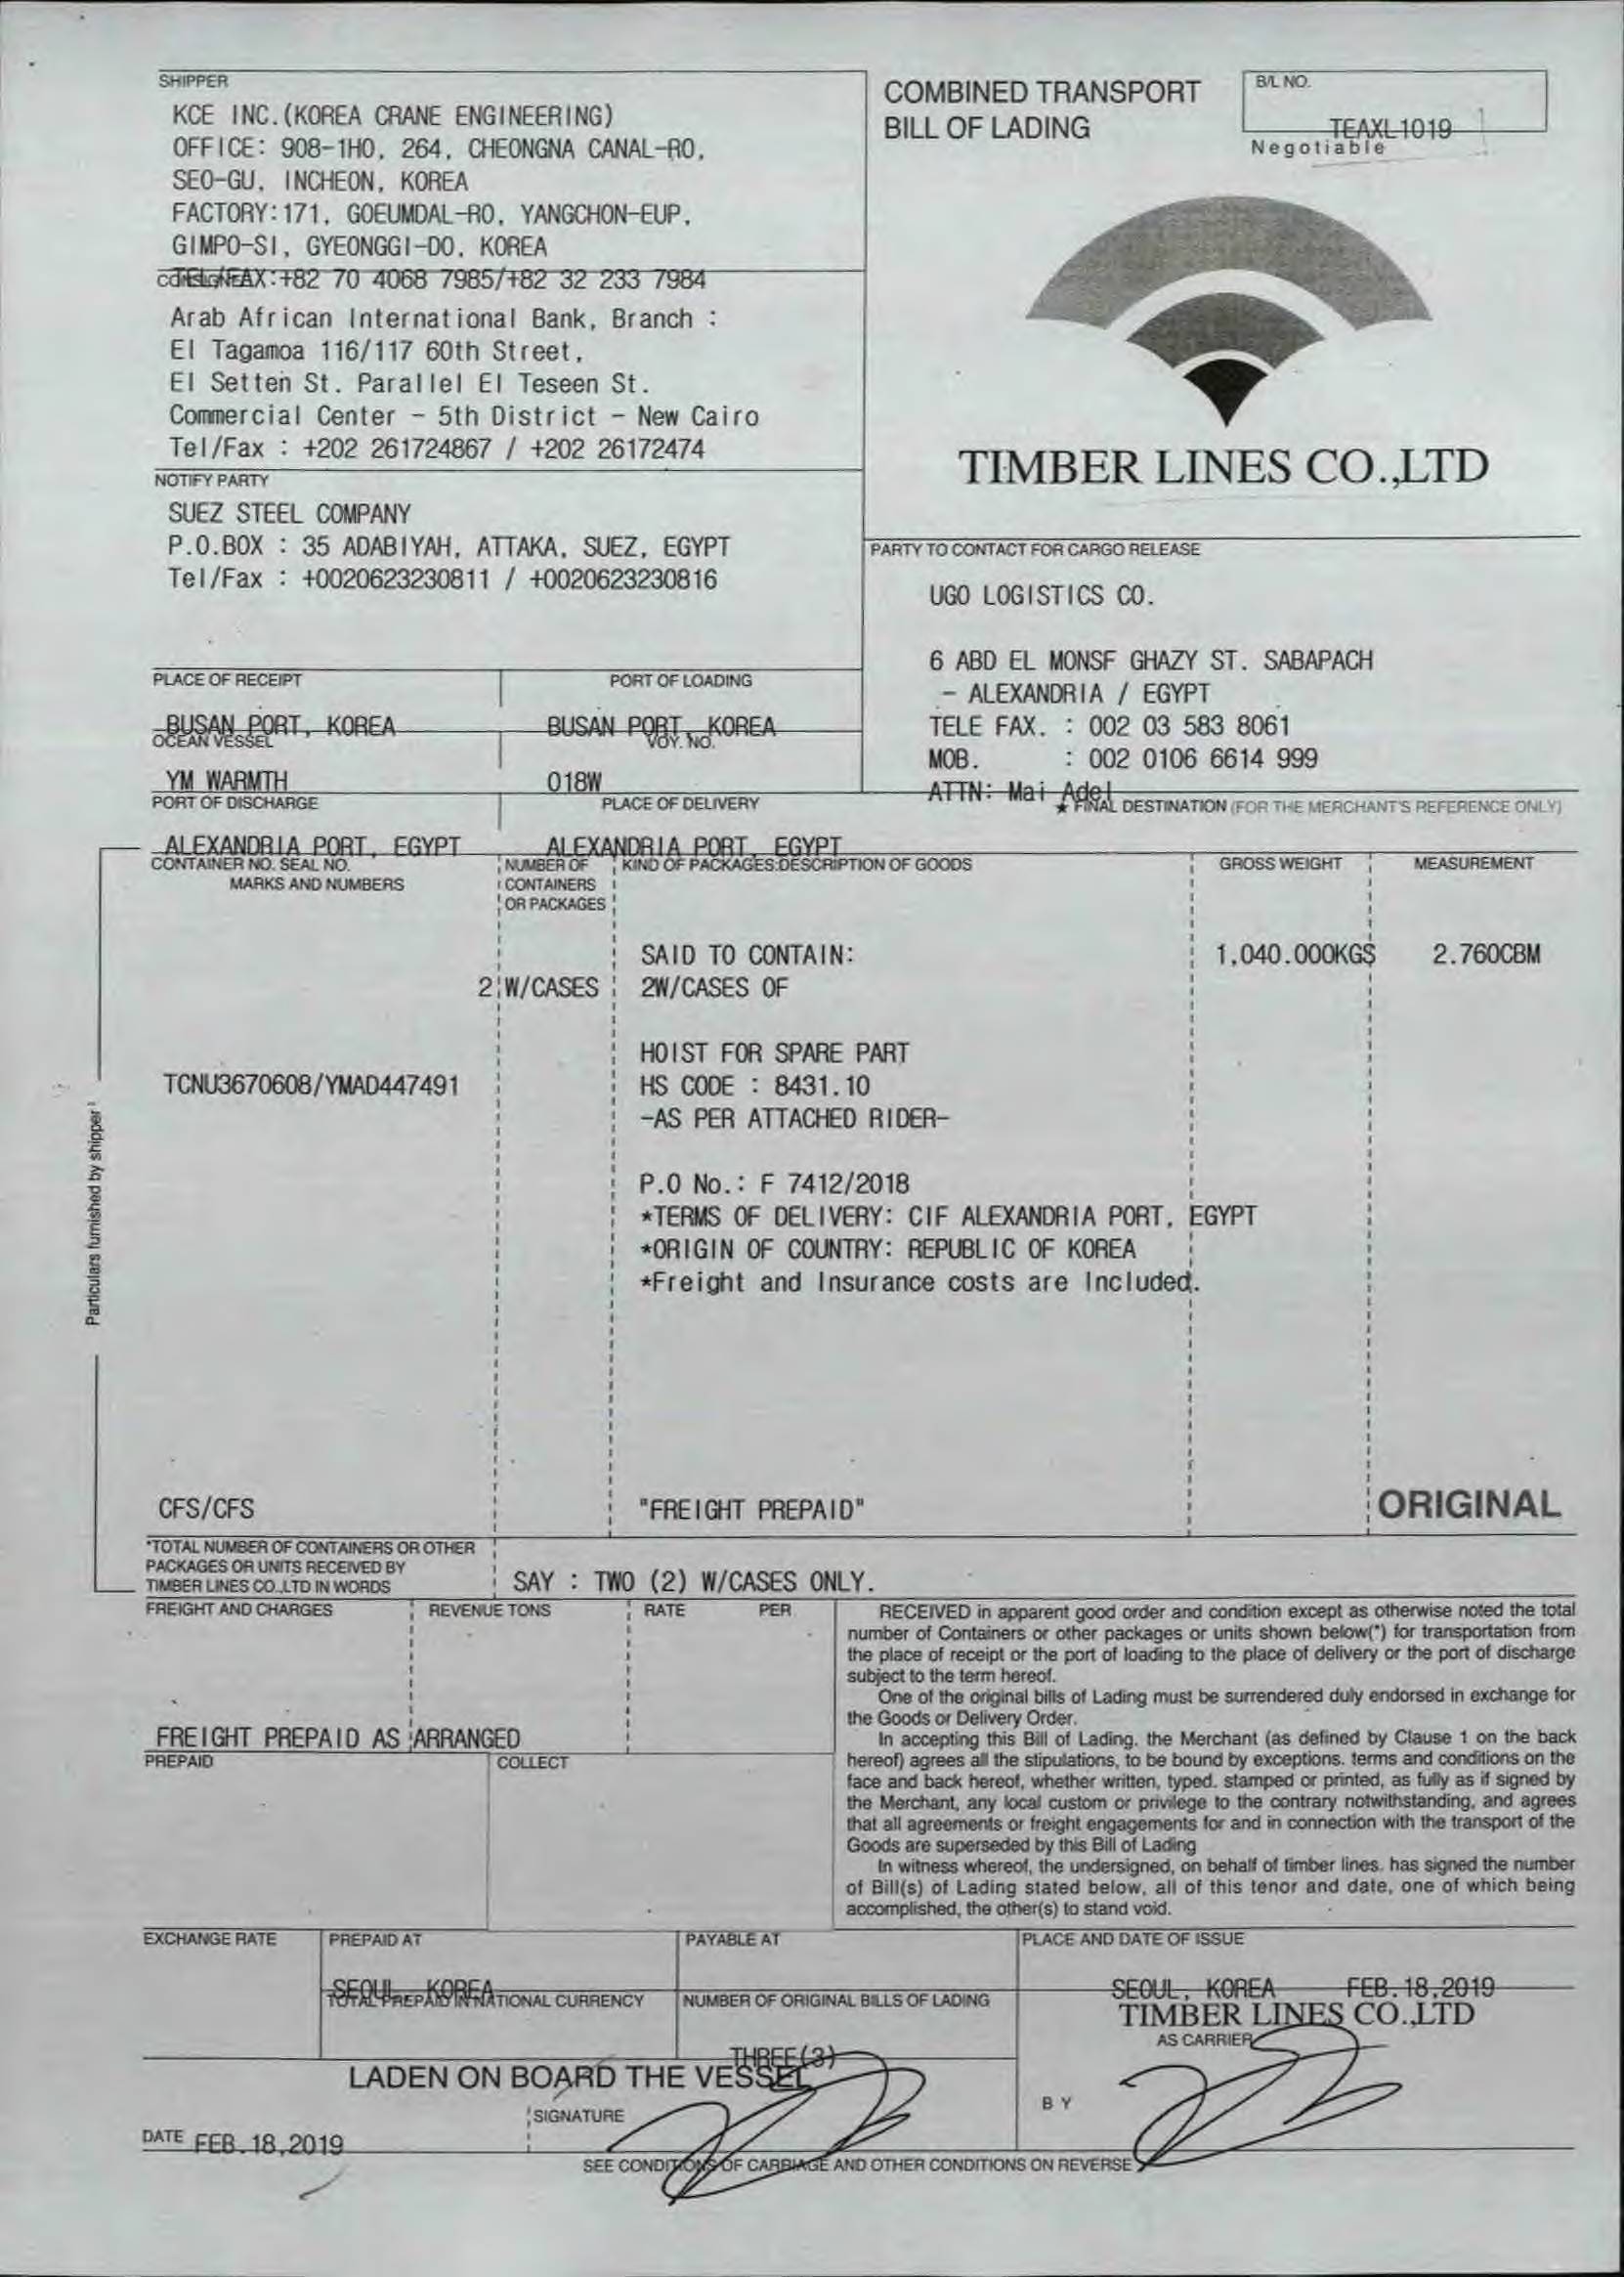 SHIPPER
KCE INC.(KOREA CRANE ENGINEERING)
OFFICE: 908-1HO, 264, CHEONGNA CANAL-RO,
SEO-GU, INCHEON, KOREA
FACTORY:171, GOEUMDAL-RO, YANGCHON-EUP,
GIMPO-SI, GYEONGGI-DO, KOREA
TEL/FAX:+82 70 4068 7985/+82 32 233 7984
COMBINED TRANSPORT
BILL OF LADING
B/L NO.
TEAXL1019
Negotiable
CONSIGNEE
Arab African International Bank, Branch :
El Tagamoa 116/117 60th Street,
El Setten St. Parallel El Teseen St.
Commercial Center - 5th District - New Cairo
Tel/Fax : +202 261724867 / +202 26172474
TIMBER LINES CO.,LTD
NOTIFY PARTY
SUEZ STEEL COMPANY
P.O.BOX : 35 ADABIYAH, ATTAKA, SUEZ, EGYPT
Tel/Fax : +0020623230811 / +0020623230816
PARTY TO CONTACT FOR CARGO RELEASE
UGO LOGISTICS CO.
6 ABD EL MONSF GHAZY ST. SABAPACH
- ALEXANDRIA / EGYPT
TELE FAX. : 002 03 583 8061
MOB. : 002 0106 6614 999
ATTN: Mai Adel
PLACE OF RECEIPT PORT OF LOADING
BUSAN PORT, KOREA BUSAN PORT, KOREA
OCEAN VESSEL VOY. NO.
YM WARMTH 018W
PORT OF DISCHARGE PLACE OF DELIVERY
★ FINAL DESTINATION (FOR THE MERCHANT'S REFERENCE ONLY)
ALEXANDRIA PORT, EGYPT ALEXANDRIA PORT, EGYPT
CONTAINER NO. SEAL NO. NUMBER OF KIND OF PACKAGES:DESCRIPTION OF GOODS GROSS WEIGHT MEASUREMENT
MARKS AND NUMBERS CONTAINERS
OR PACKAGES
SAID TO CONTAIN: 1,040.000KGS 2.760CBM
2 W/CASES 2W/CASES OF
HOIST FOR SPARE PART
TCNU3670608/YMAD447491 HS CODE : 8431.10
-AS PER ATTACHED RIDER-
P.O No.: F 7412/2018
*TERMS OF DELIVERY: CIF ALEXANDRIA PORT, EGYPT
*ORIGIN OF COUNTRY: REPUBLIC OF KOREA
*Freight and Insurance costs are Included.
Particulars furnished by shipper
CFS/CFS "FREIGHT PREPAID" ORIGINAL
*TOTAL NUMBER OF CONTAINERS OR OTHER
PACKAGES OR UNITS RECEIVED BY
TIMBER LINES CO.,LTD IN WORDS
SAY : TWO (2) W/CASES ONLY.
FREIGHT AND CHARGES REVENUE TONS RATE PER
FREIGHT PREPAID AS ARRANGED
PREPAID COLLECT
RECEIVED in apparent good order and condition except as otherwise noted the total
number of Containers or other packages or units shown below(*) for transportation from
the place of receipt or the port of loading to the place of delivery or the port of discharge
subject to the term hereof.
One of the original bills of Lading must be surrendered duly endorsed in exchange for
the Goods or Delivery Order.
In accepting this Bill of Lading, the Merchant (as defined by Clause 1 on the back
hereof) agrees all the stipulations, to be bound by exceptions. terms and conditions on the
face and back hereof, whether written, typed. stamped or printed, as fully as if signed by
the Merchant, any local custom or privilege to the contrary notwithstanding, and agrees
that all agreements or freight engagements for and in connection with the transport of the
Goods are superseded by this Bill of Lading
In witness whereof, the undersigned, on behalf of timber lines. has signed the number
of Bill(s) of Lading stated below, all of this tenor and date, one of which being
accomplished, the other(s) to stand void.
EXCHANGE RATE PREPAID AT PAYABLE AT PLACE AND DATE OF ISSUE
SEOUL, KOREA SEOUL, KOREA FEB.18,2019
TOTAL PREPAID IN NATIONAL CURRENCY NUMBER OF ORIGINAL BILLS OF LADING
TIMBER LINES CO.,LTD
AS CARRIER
THREE(3)
LADEN ON BOARD THE VESSEL
BY
SIGNATURE
DATE FEB.18,2019
SEE CONDITIONS OF CARRIAGE AND OTHER CONDITIONS ON REVERSE